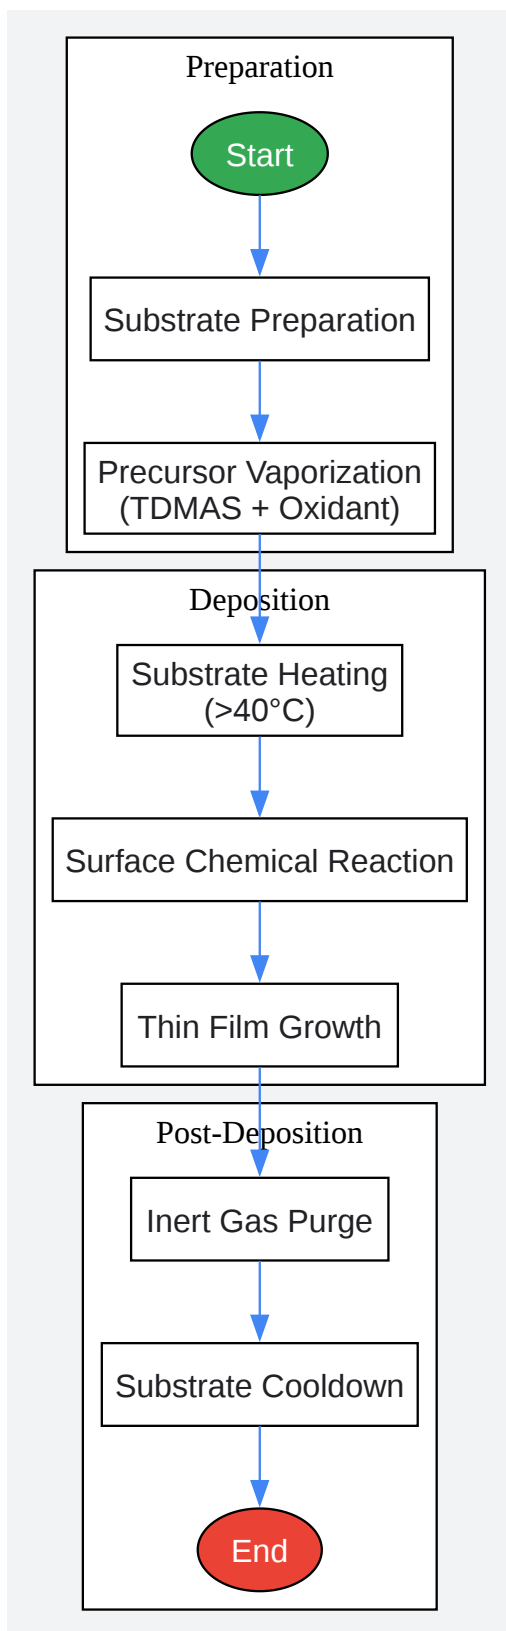 Preparation
Start
Substrate Preparation
Precursor Vaporization
(TDMAS + Oxidant)
Deposition
Substrate Heating
(>40°C)
Surface Chemical Reaction
Thin Film Growth
Post-Deposition
Inert Gas Purge
Substrate Cooldown
End